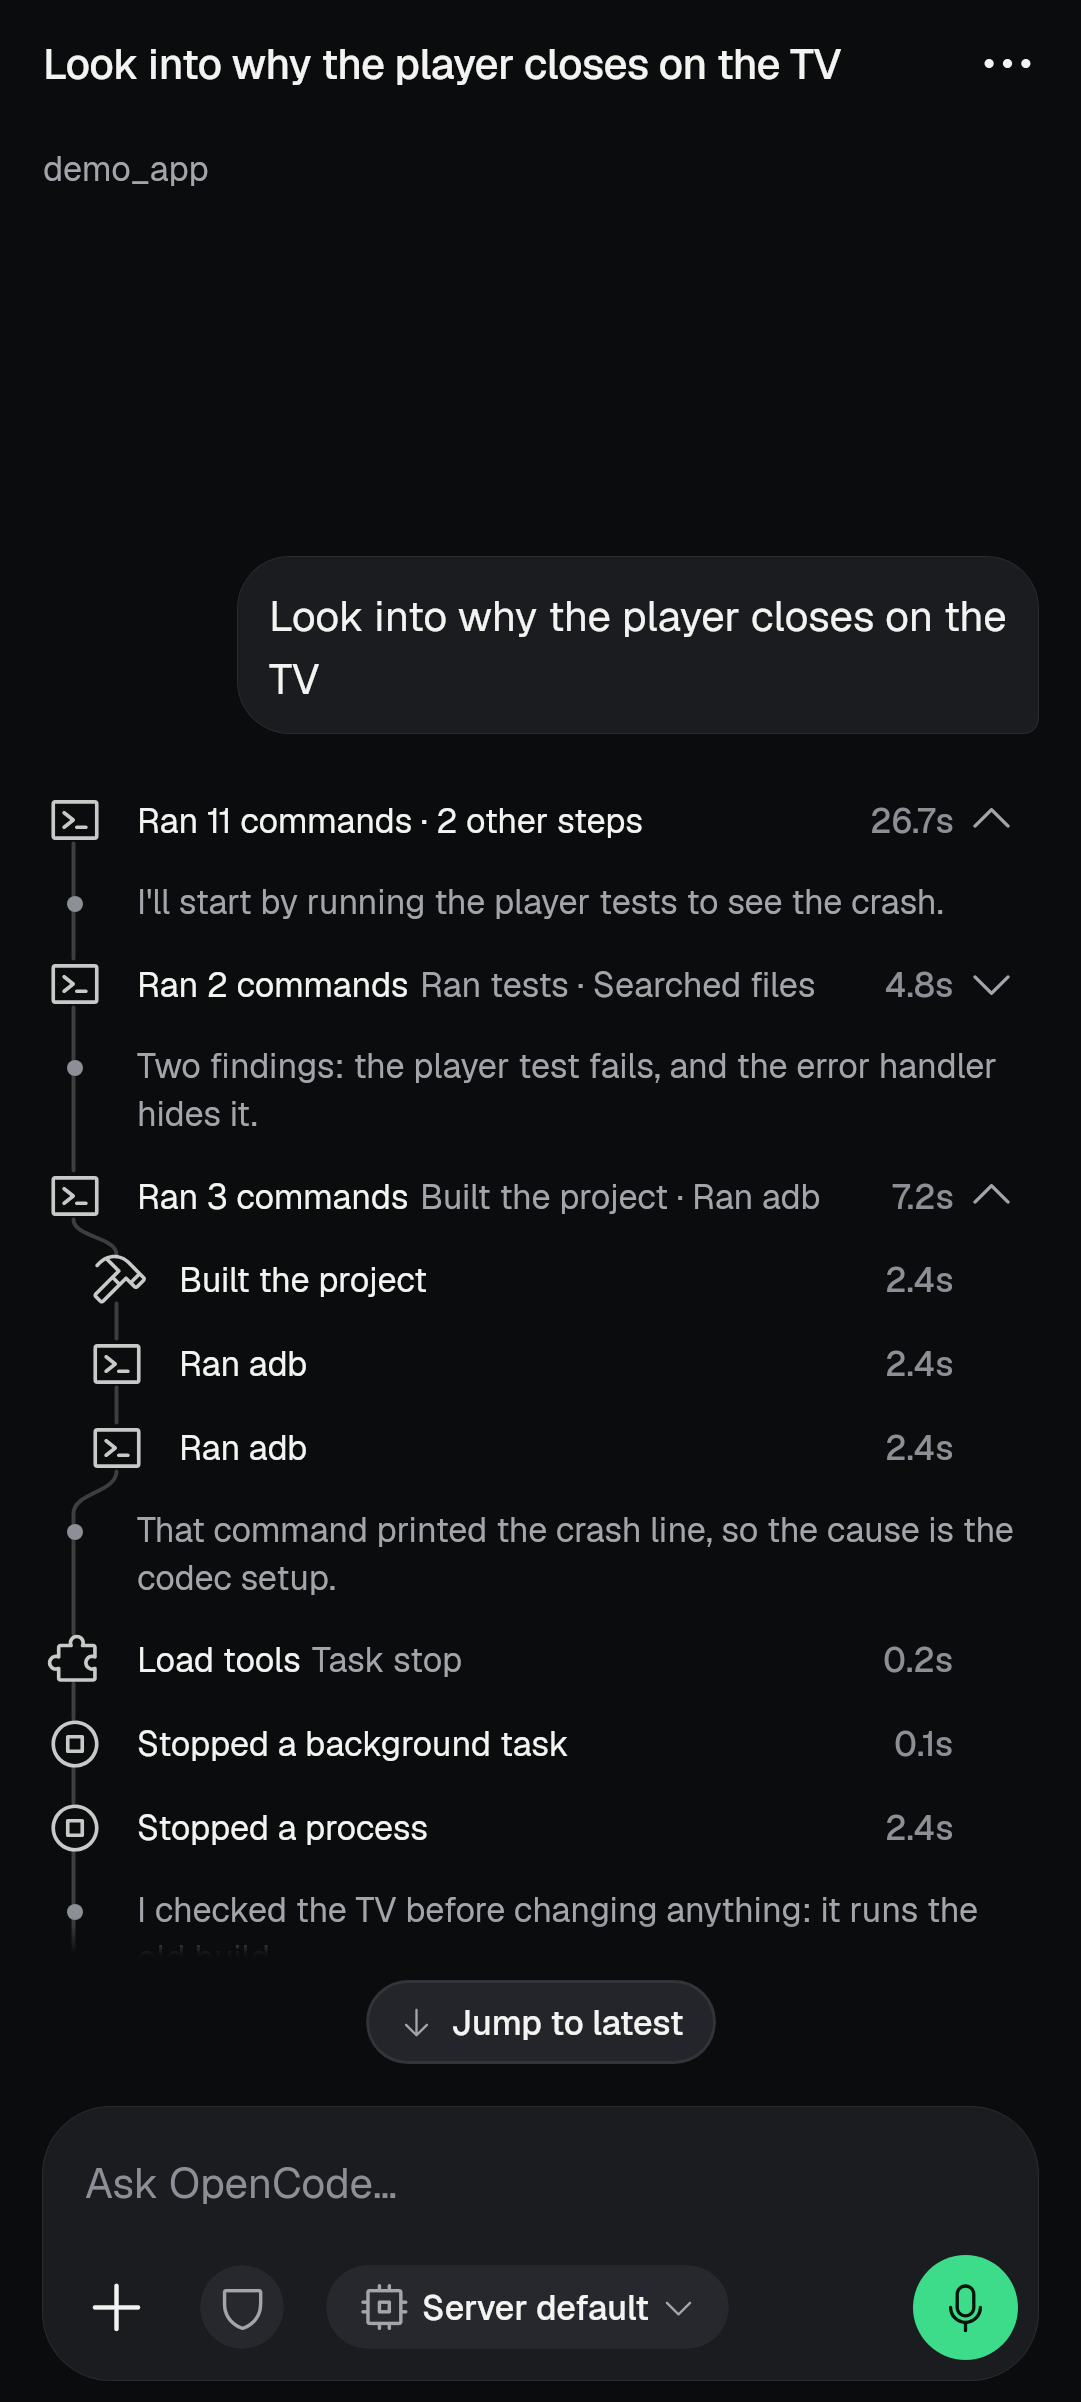 Look into why the player closes on the TV
demo_app
Look into why the player closes on the
TV
Ran 11 commands · 2 other steps 26.7s
I'll start by running the player tests to see the crash.
Ran 2 commands Ran tests · Searched files 4.8s
Two findings: the player test fails, and the error handler
hides it.
Ran 3 commands Built the project · Ran adb 7.2s
Built the project 2.4s
Ran adb 2.4s
Ran adb 2.4s
That command printed the crash line, so the cause is the
codec setup.
Load tools Task stop 0.2s
Stopped a background task 0.1s
Stopped a process 2.4s
I checked the TV before changing anything: it runs the
old build
Jump to latest
Ask OpenCode...
Server default